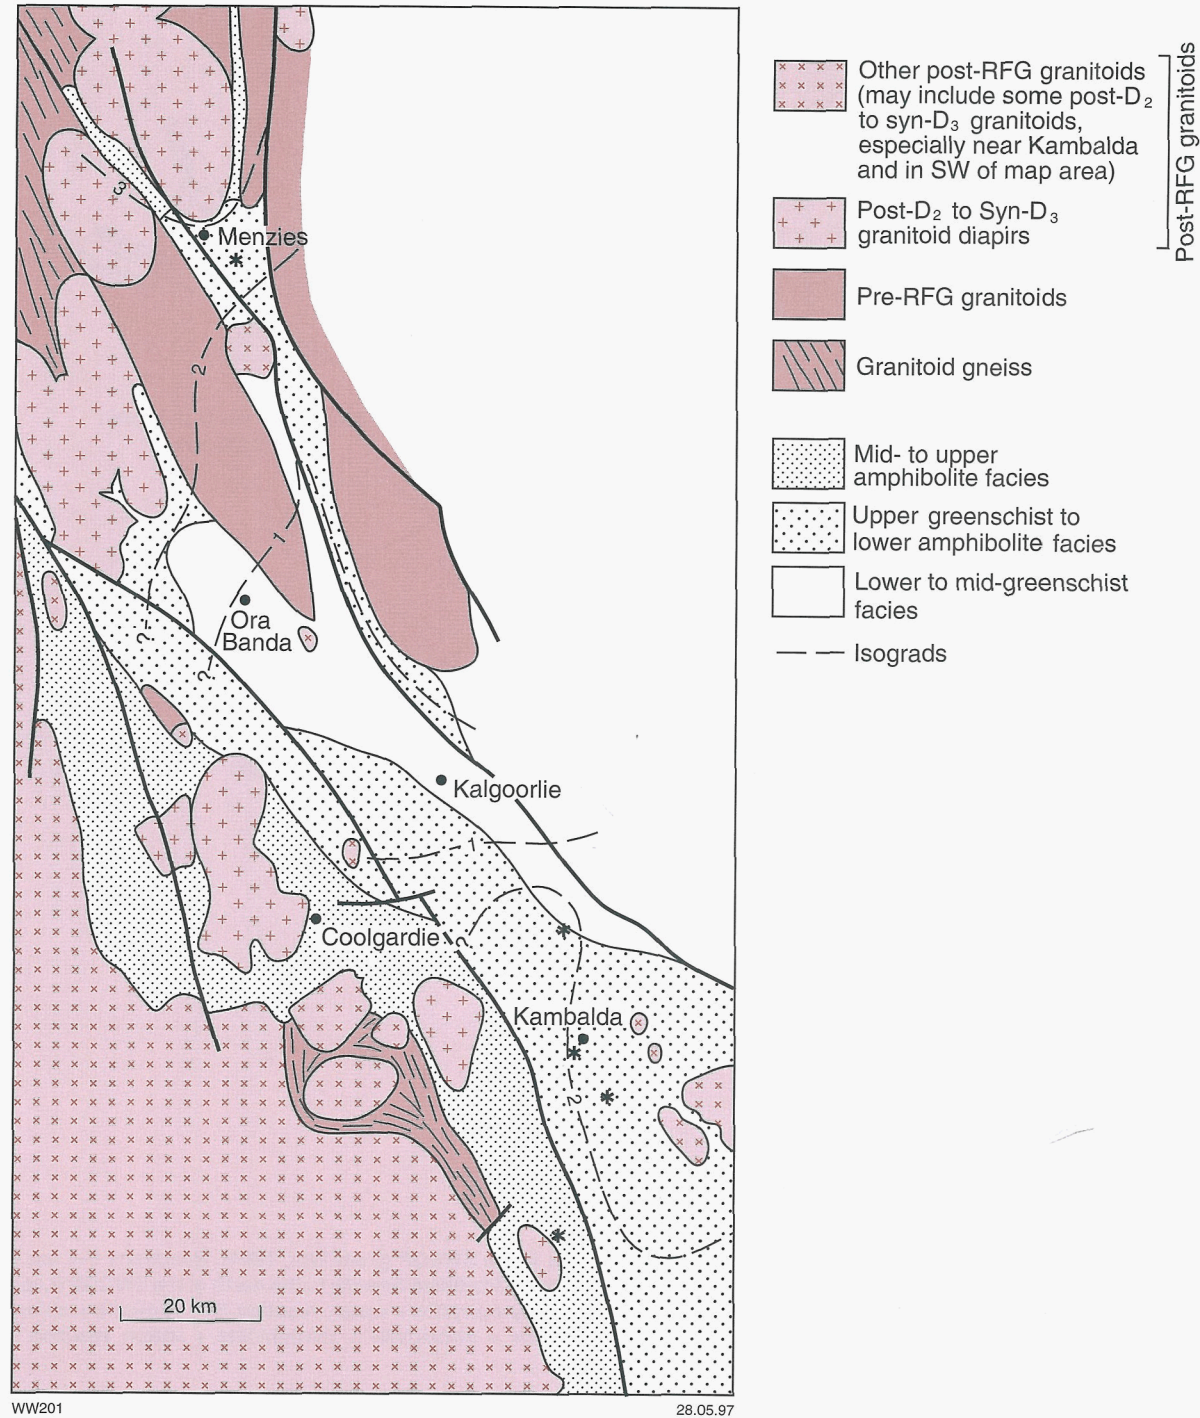 3
Menzies
2
1
Ora
Banda
?
1
?
Kalgoorlie
1
Coolgardie
2
Kambalda
2
20 km
WW201
28.05.97
Other post-RFG granitoids
(may include some post-D2
to syn-D3 granitoids,
especially near Kambalda
and in SW of map area)
Post-D2 to Syn-D3
granitoid diapirs
Post-RFG granitoids
Pre-RFG granitoids
Granitoid gneiss
Mid- to upper
amphibolite facies
Upper greenschist to
lower amphibolite facies
Lower to mid-greenschist
facies
Isograds